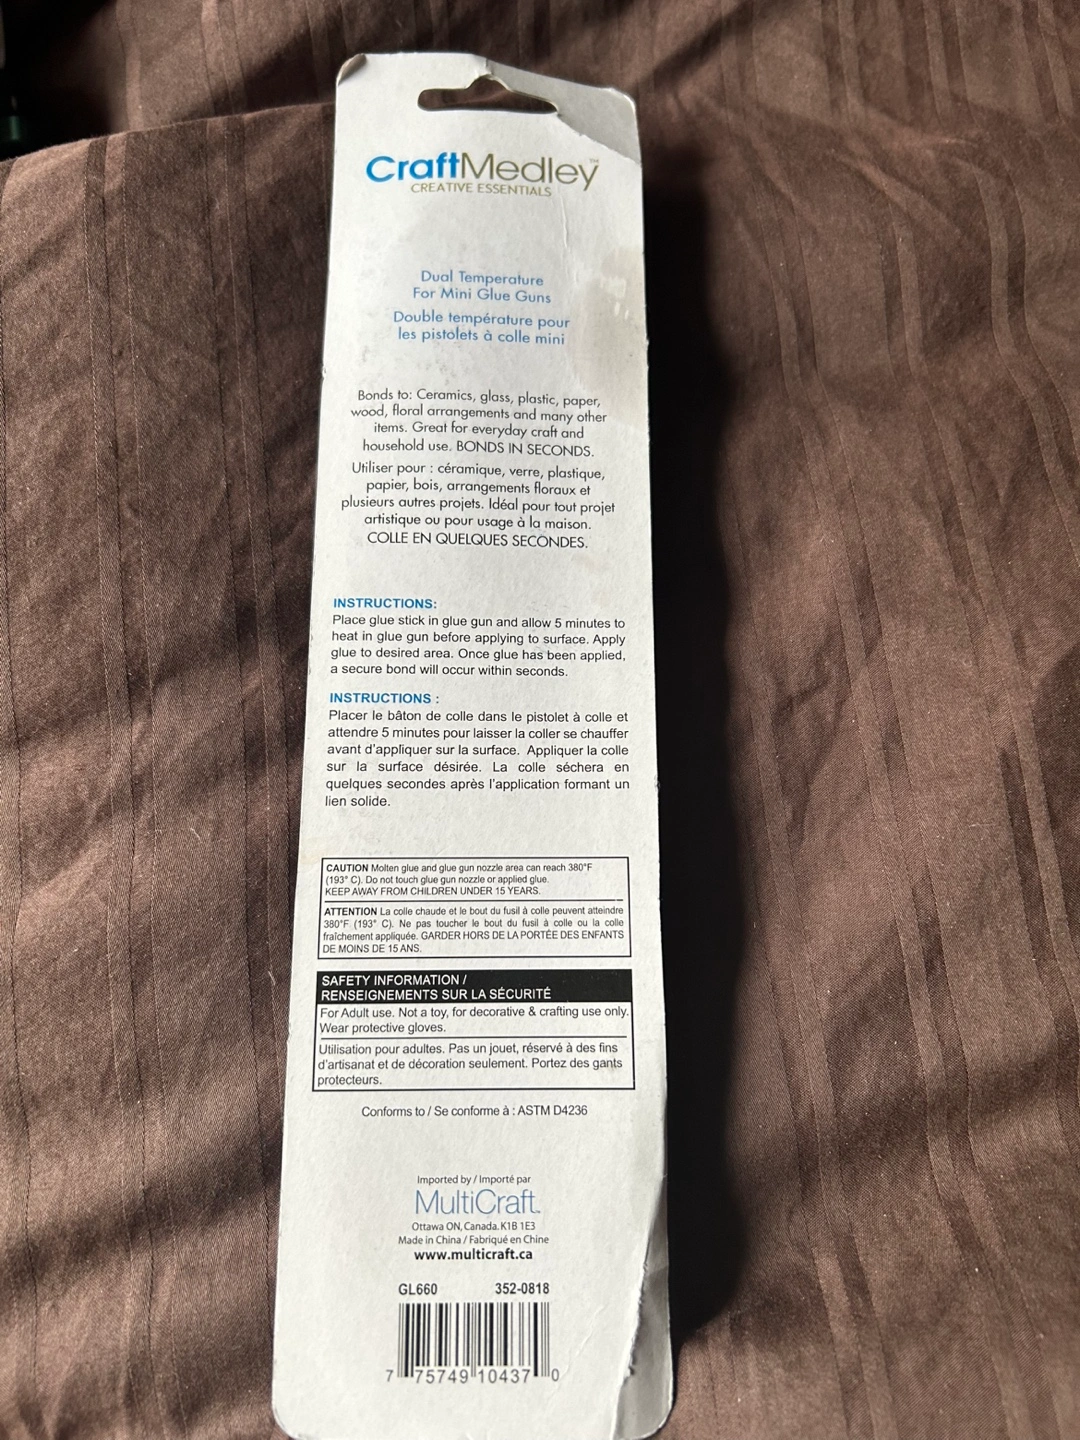 CraftMedley™
CREATIVE ESSENTIALS
Dual Temperature
For Mini Glue Guns
Double température pour
les pistolets à colle mini
Bonds to: Ceramics, glass, plastic, paper,
wood, floral arrangements and many other
items. Great for everyday craft and
household use. BONDS IN SECONDS.
Utiliser pour : céramique, verre, plastique,
papier, bois, arrangements floraux et
plusieurs autres projets. Idéal pour tout projet
artistique ou pour usage à la maison.
COLLE EN QUELQUES SECONDES.
INSTRUCTIONS:
Place glue stick in glue gun and allow 5 minutes to
heat in glue gun before applying to surface. Apply
glue to desired area. Once glue has been applied,
a secure bond will occur within seconds.
INSTRUCTIONS :
Placer le bâton de colle dans le pistolet à colle et
attendre 5 minutes pour laisser la coller se chauffer
avant d'appliquer sur la surface. Appliquer la colle
sur la surface désirée. La colle séchera en
quelques secondes après l'application formant un
lien solide.
CAUTION Molten glue and glue gun nozzle area can reach 380°F
(193° C). Do not touch glue gun nozzle or applied glue.
KEEP AWAY FROM CHILDREN UNDER 15 YEARS.
ATTENTION La colle chaude et le bout du fusil à colle peuvent atteindre
380°F (193° C). Ne pas toucher le bout du fusil à colle ou la colle
fraîchement appliquée. GARDER HORS DE LA PORTÉE DES ENFANTS
DE MOINS DE 15 ANS.
SAFETY INFORMATION /
RENSEIGNEMENTS SUR LA SÉCURITÉ
For Adult use. Not a toy, for decorative & crafting use only.
Wear protective gloves.
Utilisation pour adultes. Pas un jouet, réservé à des fins
d'artisanat et de décoration seulement. Portez des gants
protecteurs.
Conforms to / Se conforme à : ASTM D4236
Imported by / Importé par
MultiCraft.
Ottawa ON, Canada. K1B 1E3
Made in China / Fabriqué en Chine
www.multicraft.ca
GL660 352-0818
7 75749 10437 0